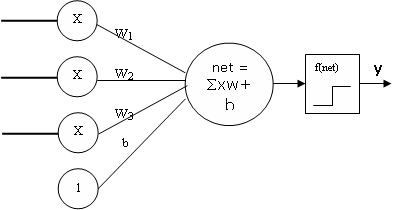 X
W1
X
W2
X
W3
b
1
net =
Σxw+
b
f(net)
y